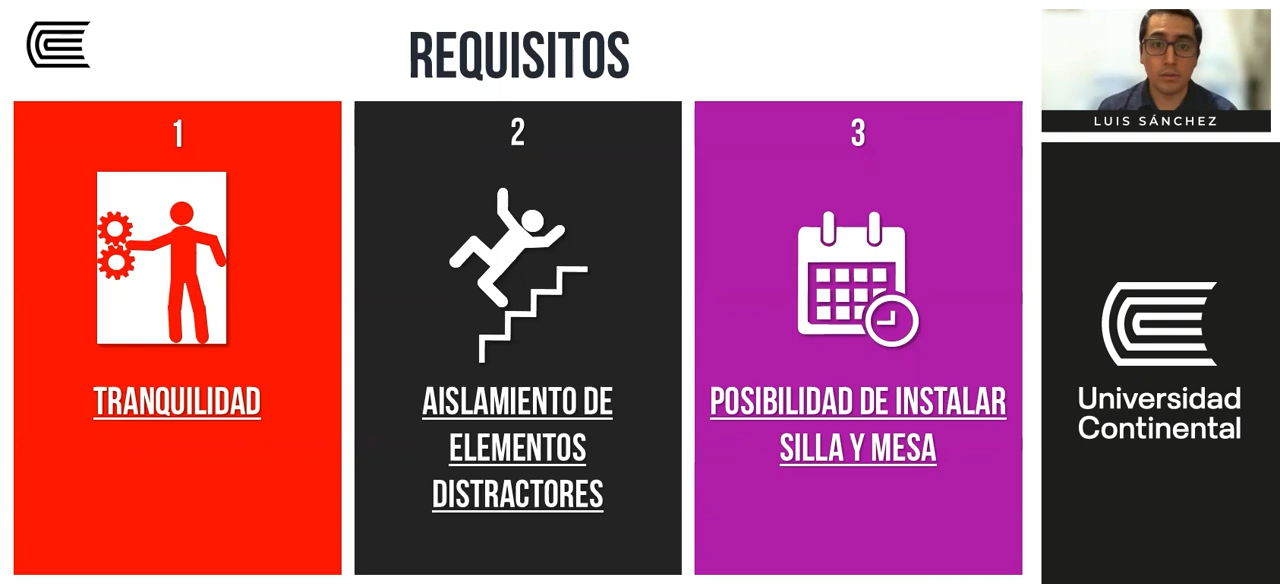 REQUISITOS
1
TRANQUILIDAD
2
AISLAMIENTO DE
ELEMENTOS
DISTRACTORES
3
POSIBILIDAD DE INSTALAR
SILLA Y MESA
LUIS SÁNCHEZ
Universidad
Continental